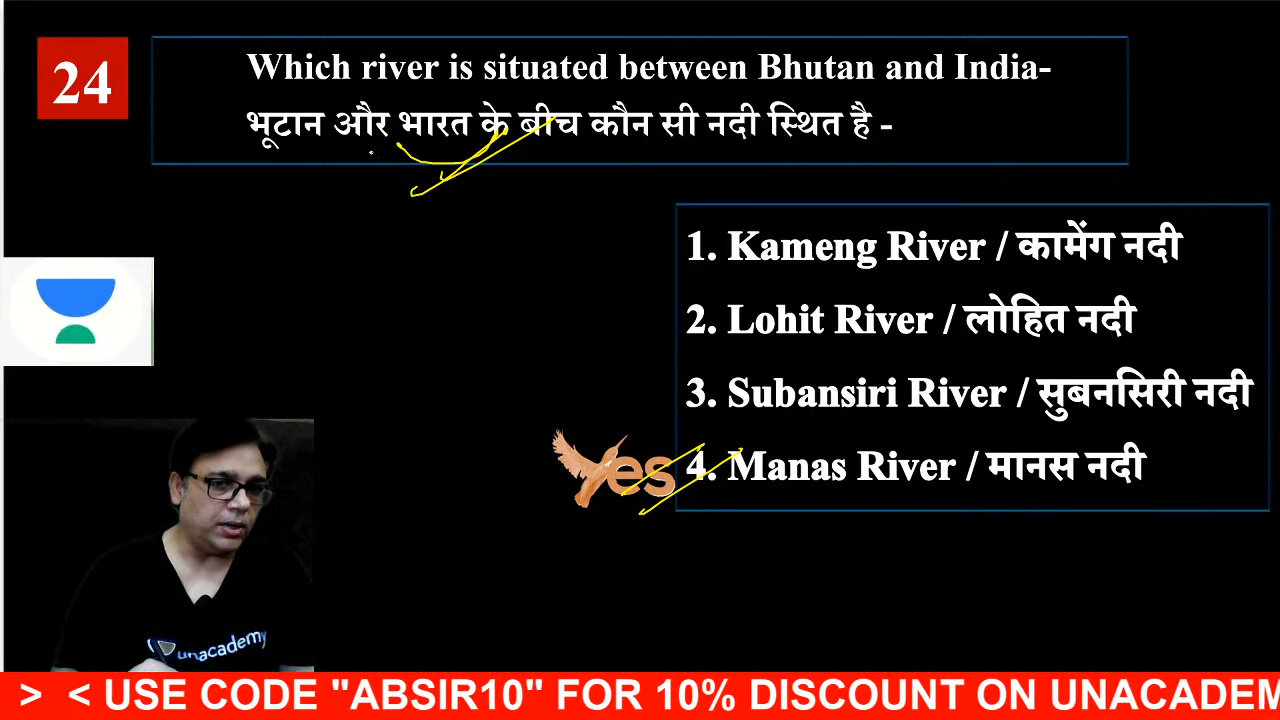 24
Which river is situated between Bhutan and India-
भूटान और भारत के बीच कौन सी नदी स्थित है -
1. Kameng River / कामेंग नदी
2. Lohit River / लोहित नदी
3. Subansiri River / सुबनसिरी नदी
Yes
4. Manas River / मानस नदी
unacademy
> < USE CODE "ABSIR10" FOR 10% DISCOUNT ON UNACADEM